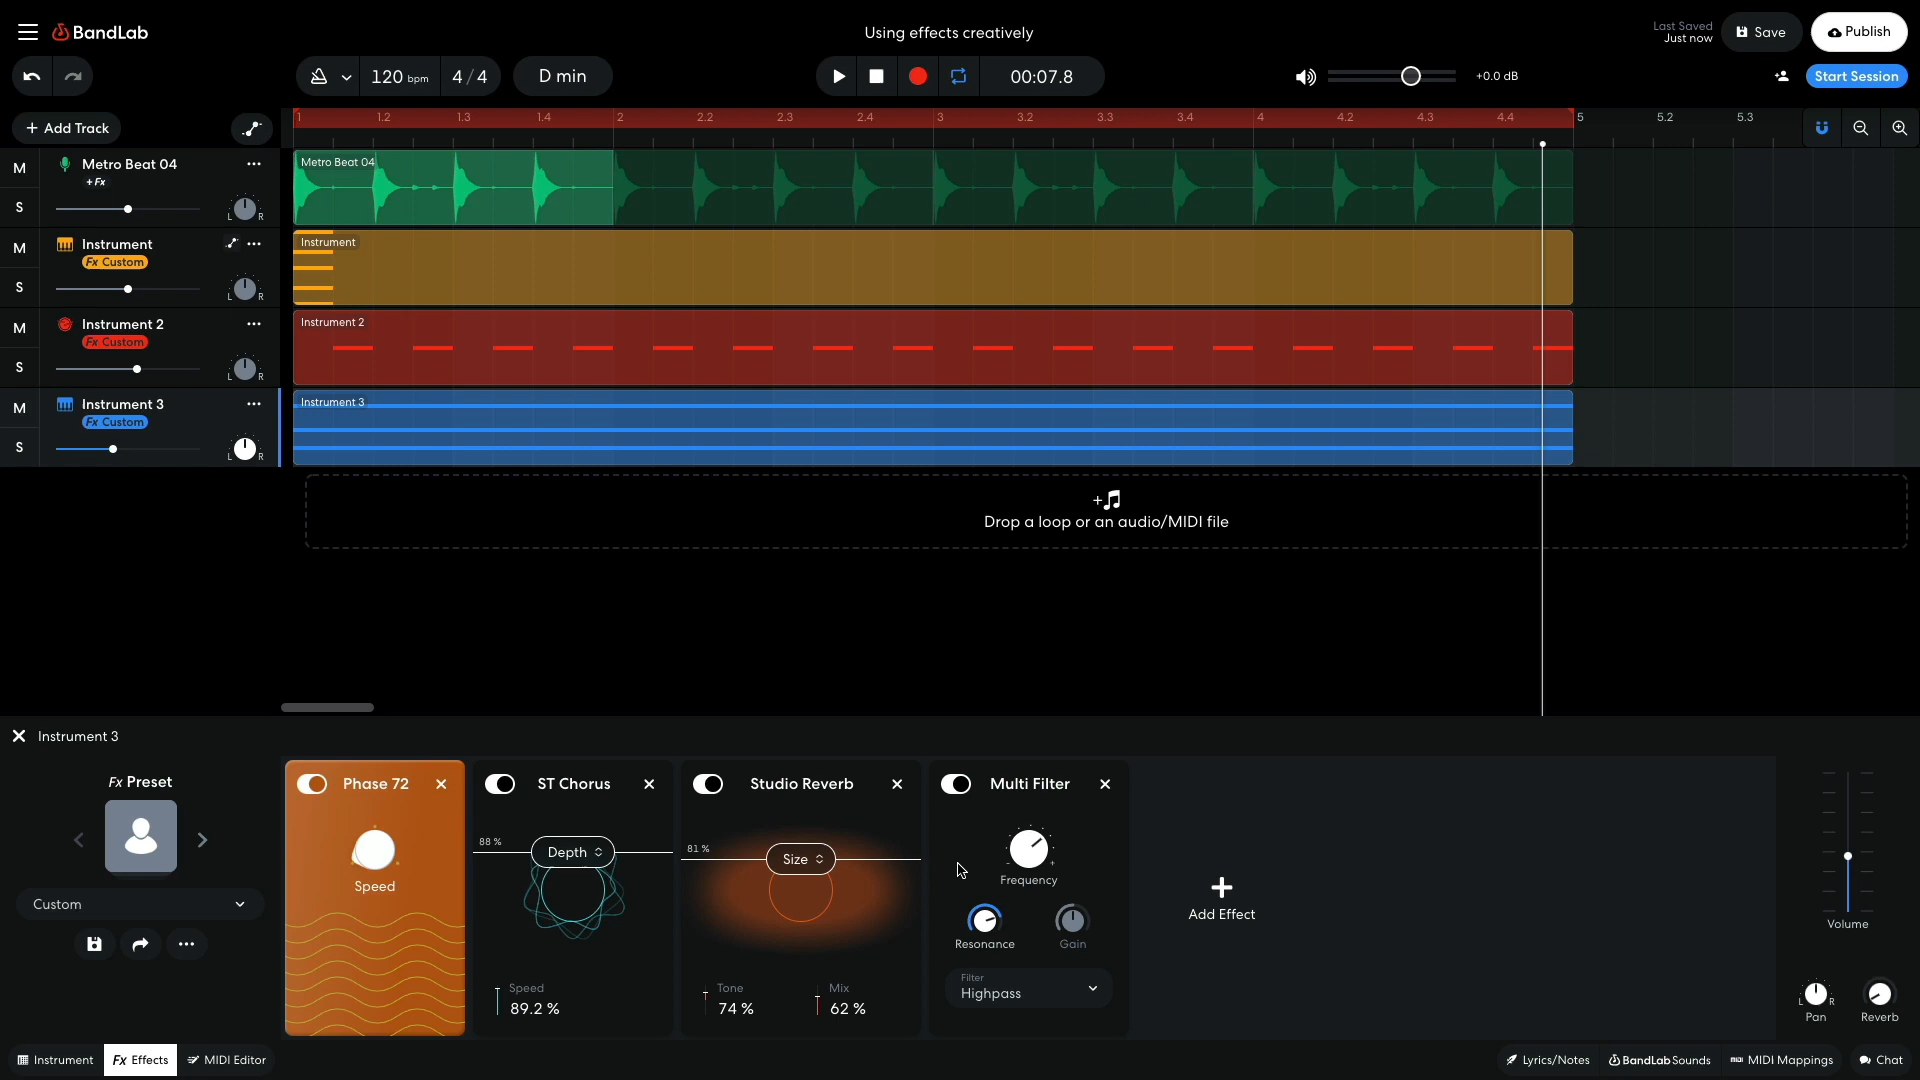 BandLab
Using effects creatively
Last Saved
Just now
Save
Publish
120 bpm
4/4
D min
00:07.8
+0.0 dB
Start Session
+ Add Track
1 1.2 1.3 1.4 2 2.2 2.3 2.4 3 3.2 3.3 3.4 4 4.2 4.3 4.4 5 5.2 5.3
M
Metro Beat 04
+Fx
S
L R
Metro Beat 04
M
Instrument
Fx Custom
S
L R
Instrument
M
Instrument 2
Fx Custom
S
L R
Instrument 2
M
Instrument 3
Fx Custom
S
L R
Instrument 3
Drop a loop or an audio/MIDI file
Instrument 3
Fx Preset
Custom
Phase 72
Speed
ST Chorus
88 %
Depth
Speed
89.2 %
Studio Reverb
81 %
Size
Tone
74 %
Mix
62 %
Multi Filter
Frequency
Resonance
Gain
Filter
Highpass
Add Effect
Volume
L R
Pan
Reverb
Instrument
Fx Effects
MIDI Editor
Lyrics/Notes
BandLab Sounds
MIDI Mappings
Chat